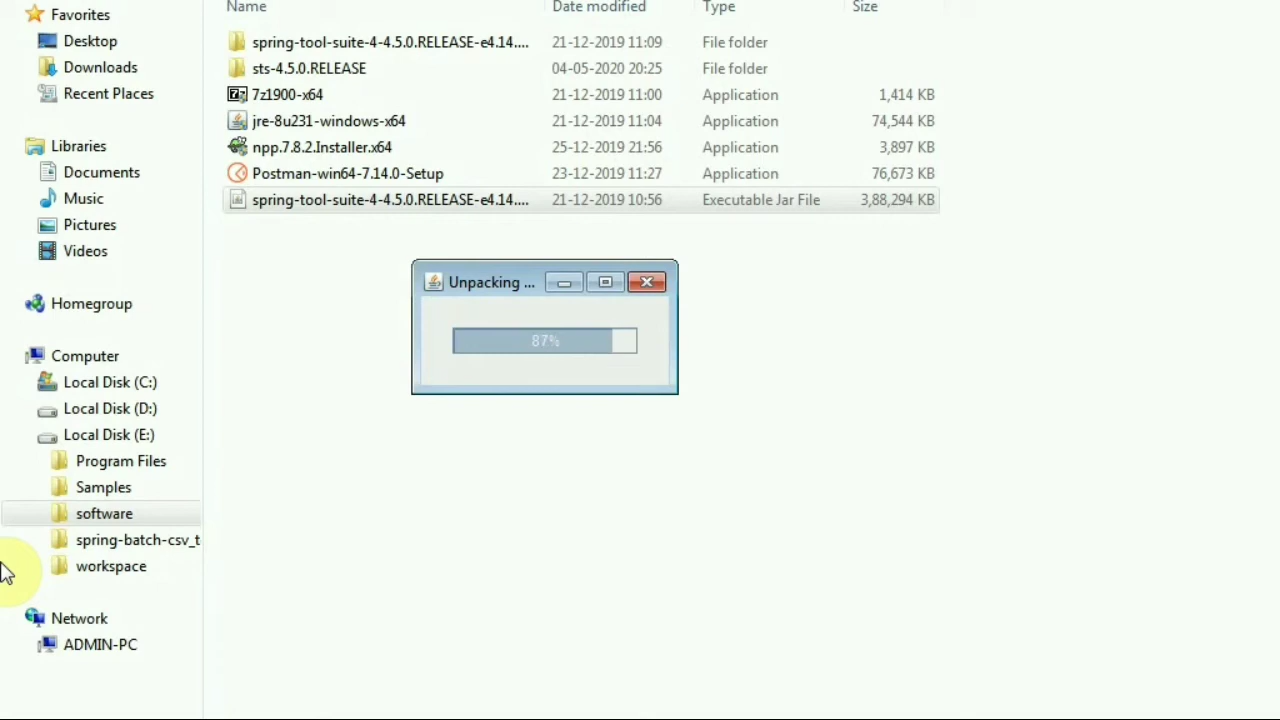 Favorites
Desktop
Downloads
Recent Places
Libraries
Documents
Music
Pictures
Videos
Homegroup
Computer
Local Disk (C:)
Local Disk (D:)
Local Disk (E:)
Program Files
Samples
software
spring-batch-csv_t
workspace
Network
ADMIN-PC
Name Date modified Type Size
spring-tool-suite-4-4.5.0.RELEASE-e4.14.... 21-12-2019 11:09 File folder
sts-4.5.0.RELEASE 04-05-2020 20:25 File folder
7z1900-x64 21-12-2019 11:00 Application 1,414 KB
jre-8u231-windows-x64 21-12-2019 11:04 Application 74,544 KB
npp.7.8.2.Installer.x64 25-12-2019 21:56 Application 3,897 KB
Postman-win64-7.14.0-Setup 23-12-2019 11:27 Application 76,673 KB
spring-tool-suite-4-4.5.0.RELEASE-e4.14.... 21-12-2019 10:56 Executable Jar File 3,88,294 KB
Unpacking ...
87%